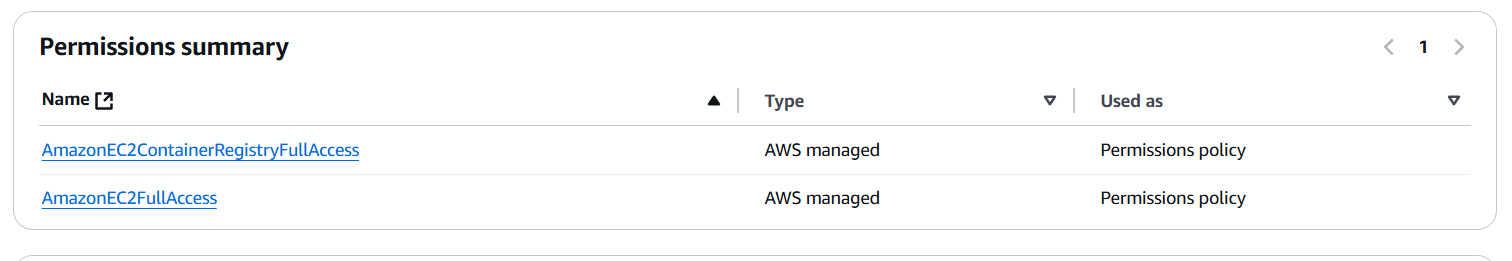 Permissions summary
1
Name Type Used as
AmazonEC2ContainerRegistryFullAccess AWS managed Permissions policy
AmazonEC2FullAccess AWS managed Permissions policy